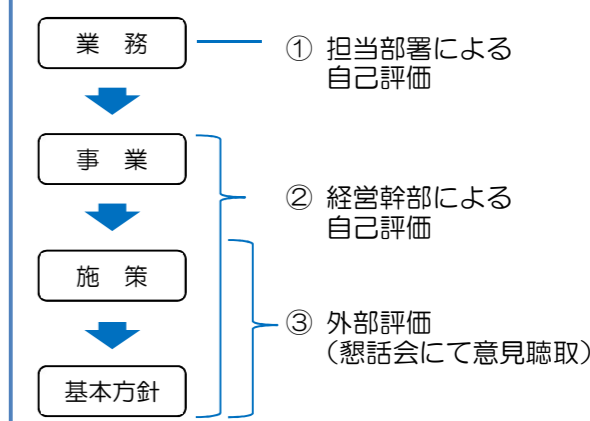 業　務
① 担当部署による
自己評価
事　業
② 経営幹部による
自己評価
施　策
③ 外部評価
（懇話会にて意見聴取）
基本方針